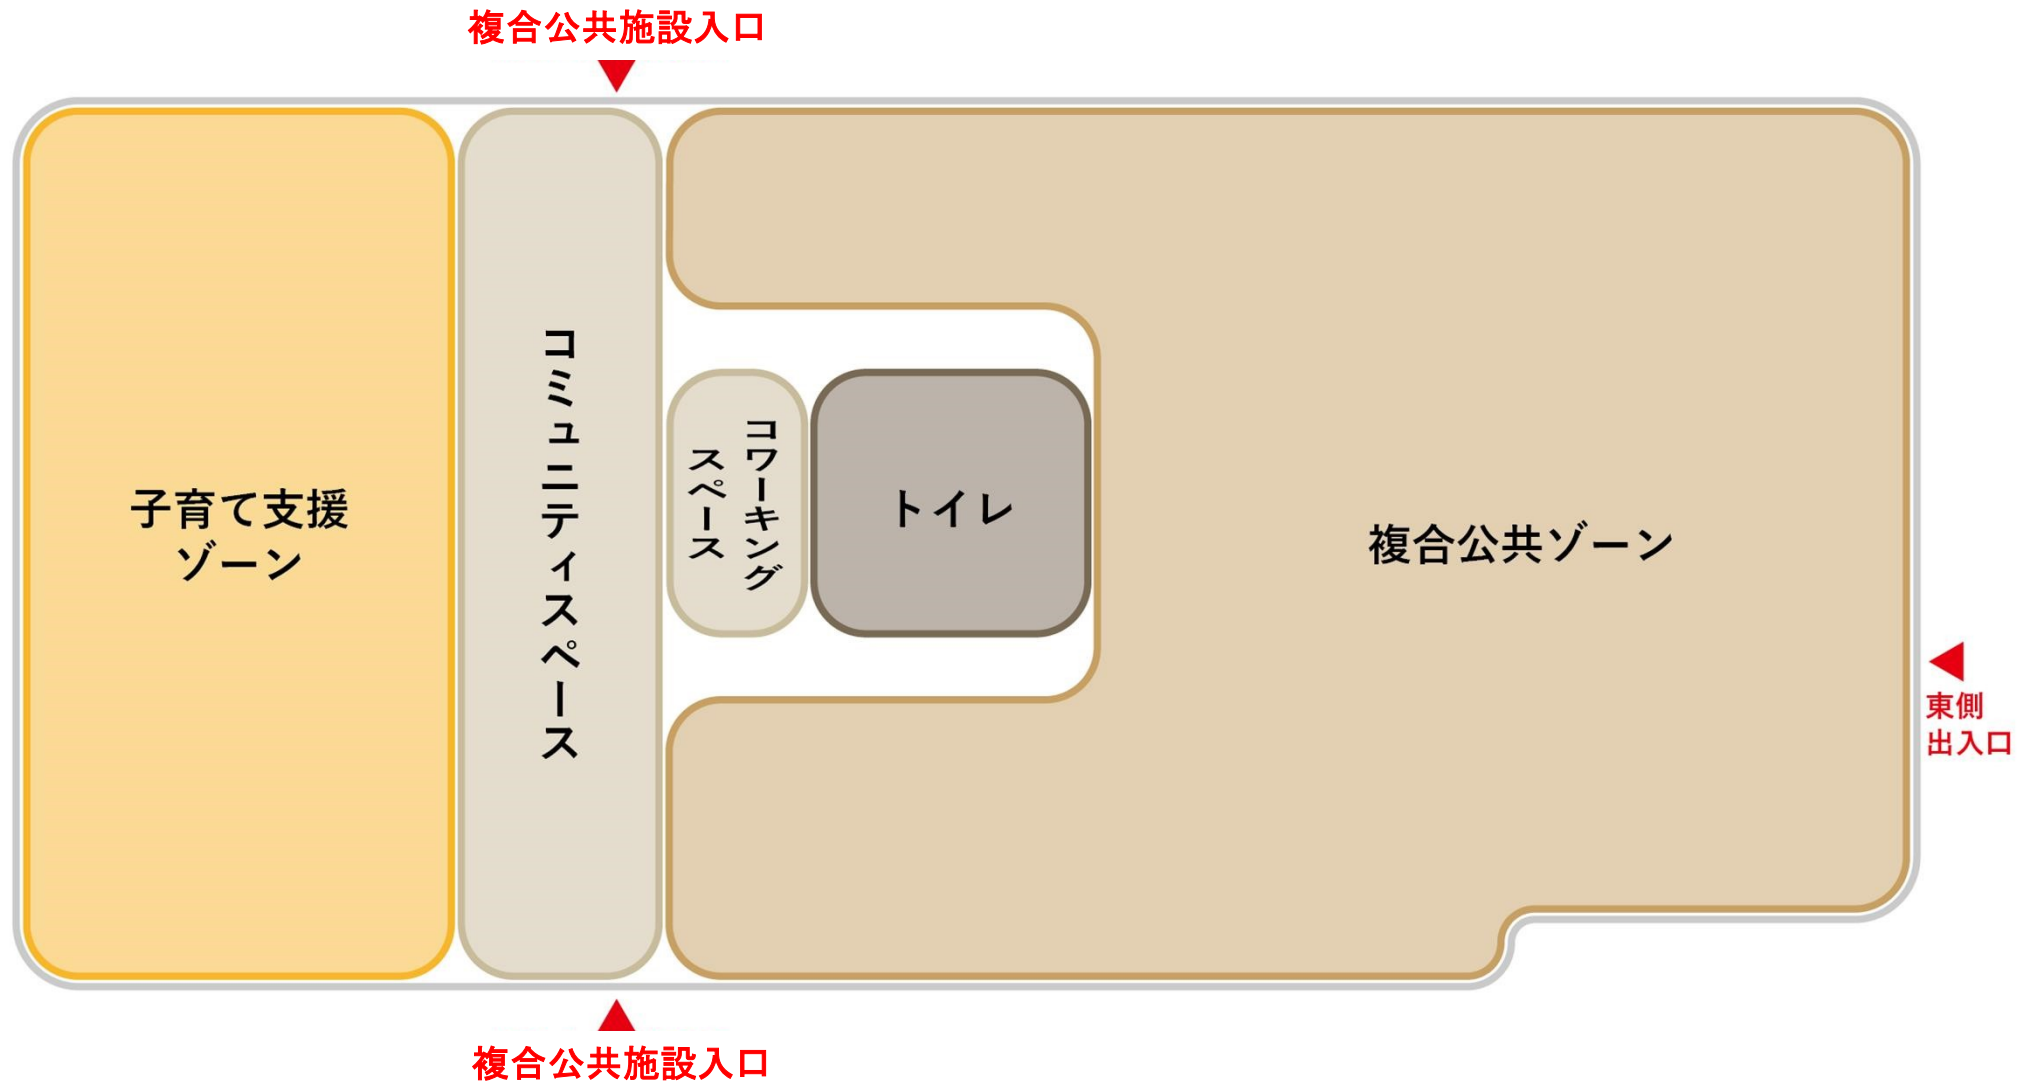 複合公共施設入口
子育て支援
ゾーン
コミュニティスペース
コワーキング
スペース
トイレ
複合公共ゾーン
東側
出入口
複合公共施設入口